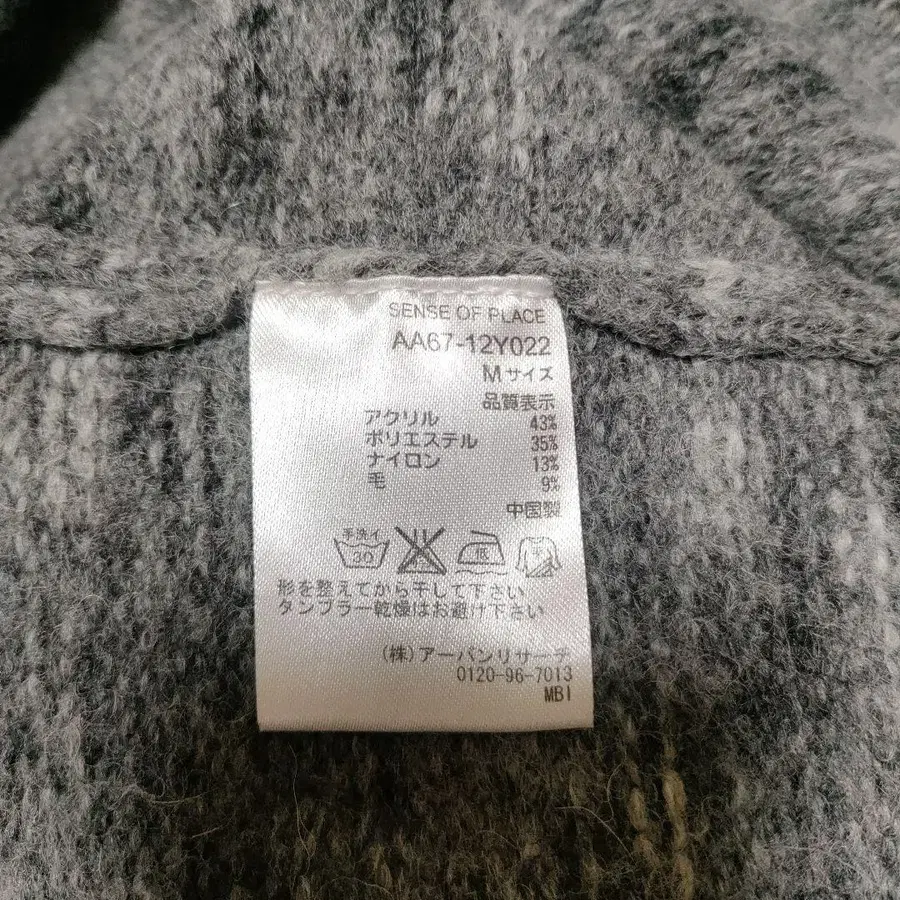 SENSE OF PLACE
AA67-12Y022
Mサイズ
品質表示
アクリル 43%
ポリエステル 35%
ナイロン 13%
毛 9%
中国製
手洗イ 30 低
形を整えてから干して下さい
タンブラー乾燥はお避け下さい
(株)アーバンリサーチ
0120-96-7013
MBI